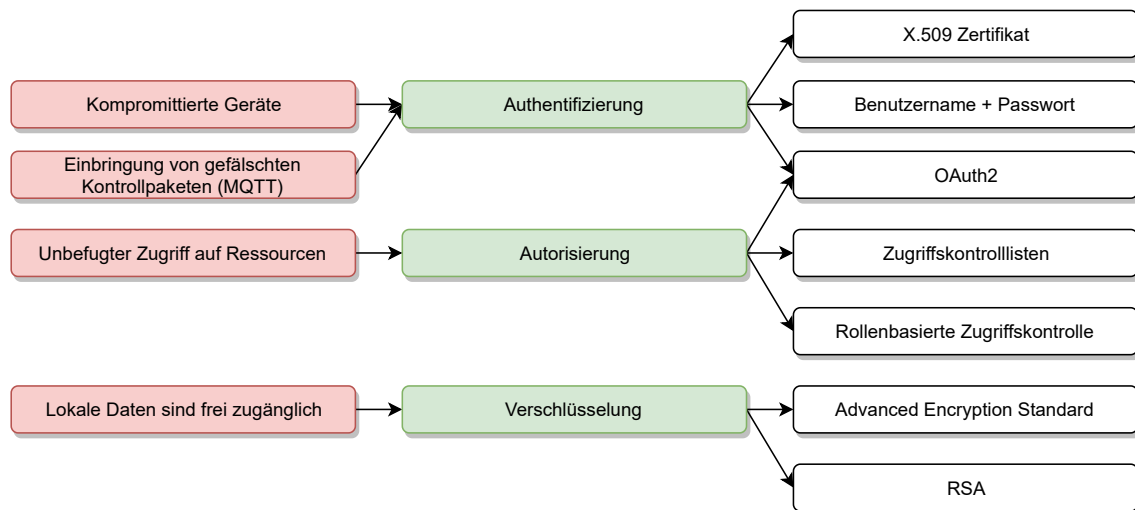 X.509 Zertifikat
Kompromittierte Geräte
Authentifizierung
Benutzername + Passwort
Einbringung von gefälschten
Kontrollpaketen (MQTT)
OAuth2
Unbefugter Zugriff auf Ressourcen
Autorisierung
Zugriffskontrolllisten
Rollenbasierte Zugriffskontrolle
Lokale Daten sind frei zugänglich
Verschlüsselung
Advanced Encryption Standard
RSA